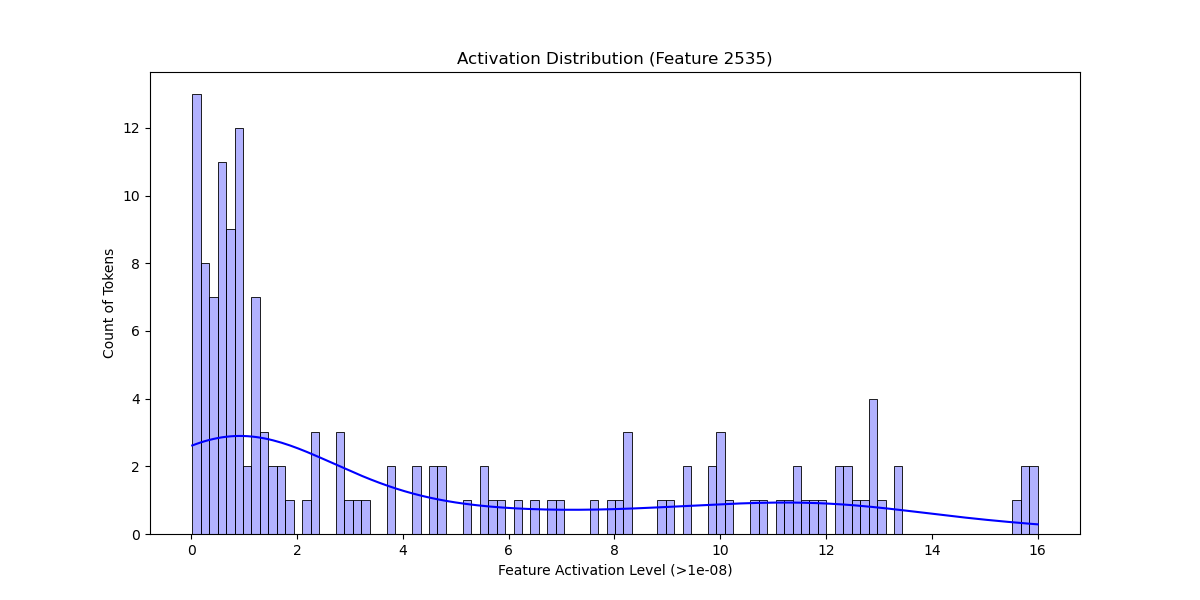 Activation Distribution (Feature 2535)
12
10
8
6
4
2
0
Count of Tokens
0 2 4 6 8 10 12 14 16
Feature Activation Level (>1e-08)